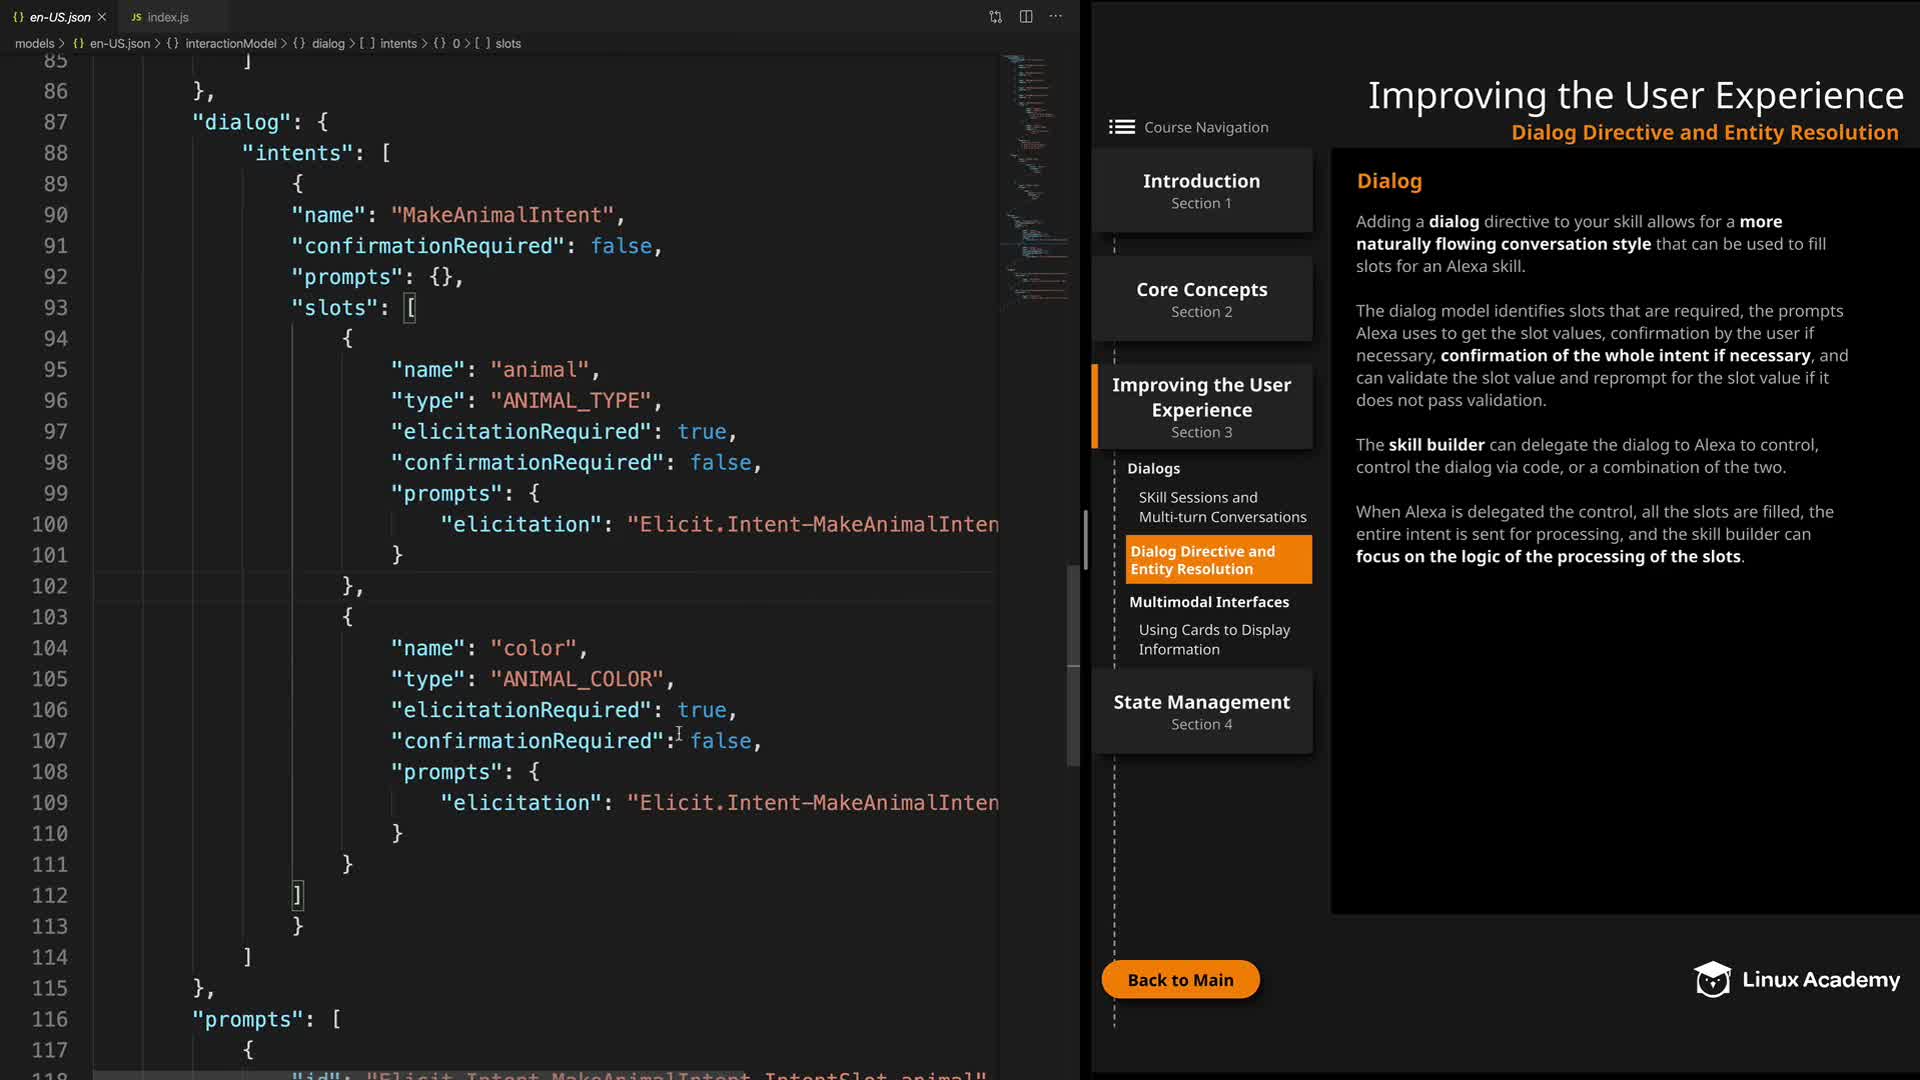 en-US.json
JS index.js
models > {} en-US.json > {} interactionModel > {} dialog > [ ] intents > {} 0 > [ ] slots
85 ]
86 },
87 "dialog": {
88 "intents": [
89 {
90 "name": "MakeAnimalIntent",
91 "confirmationRequired": false,
92 "prompts": {},
93 "slots": [
94 {
95 "name": "animal",
96 "type": "ANIMAL_TYPE",
97 "elicitationRequired": true,
98 "confirmationRequired": false,
99 "prompts": {
100 "elicitation": "Elicit.Intent-MakeAnimalInten
101 }
102 },
103 {
104 "name": "color",
105 "type": "ANIMAL_COLOR",
106 "elicitationRequired": true,
107 "confirmationRequired": false,
108 "prompts": {
109 "elicitation": "Elicit.Intent-MakeAnimalInten
110 }
111 }
112 ]
113 }
114 ]
115 },
116 "prompts": [
117 {
118 "id": "Elicit.Intent-MakeAnimalIntent.IntentSlot-animal"
Improving the User Experience
Dialog Directive and Entity Resolution
Course Navigation
Introduction
Section 1
Core Concepts
Section 2
Improving the User
Experience
Section 3
Dialogs
SKill Sessions and
Multi-turn Conversations
Dialog Directive and
Entity Resolution
Multimodal Interfaces
Using Cards to Display
Information
State Management
Section 4
Back to Main
Dialog
Adding a dialog directive to your skill allows for a more
naturally flowing conversation style that can be used to fill
slots for an Alexa skill.
The dialog model identifies slots that are required, the prompts
Alexa uses to get the slot values, confirmation by the user if
necessary, confirmation of the whole intent if necessary, and
can validate the slot value and reprompt for the slot value if it
does not pass validation.
The skill builder can delegate the dialog to Alexa to control,
control the dialog via code, or a combination of the two.
When Alexa is delegated the control, all the slots are filled, the
entire intent is sent for processing, and the skill builder can
focus on the logic of the processing of the slots.
Linux Academy